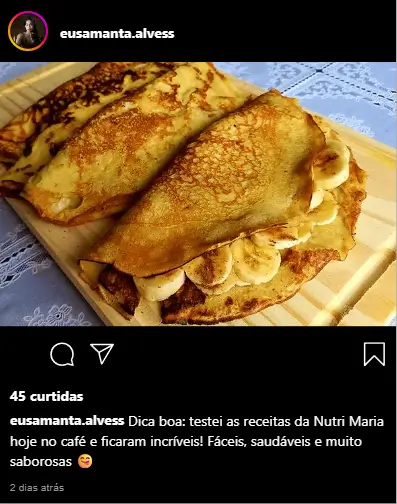 eusamanta.alvess
45 curtidas
eusamanta.alvess Dica boa: testei as receitas da Nutri Maria
hoje no café e ficaram incríveis! Fáceis, saudáveis e muito
saborosas 😋
2 dias atrás